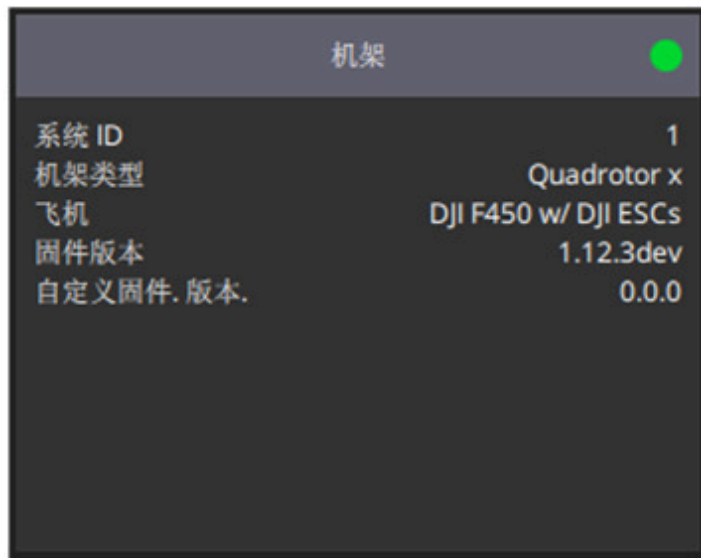 机架
系统 ID 1
机架类型 Quadrotor x
飞机 DJI F450 w/ DJI ESCs
固件版本 1.12.3dev
自定义固件. 版本. 0.0.0